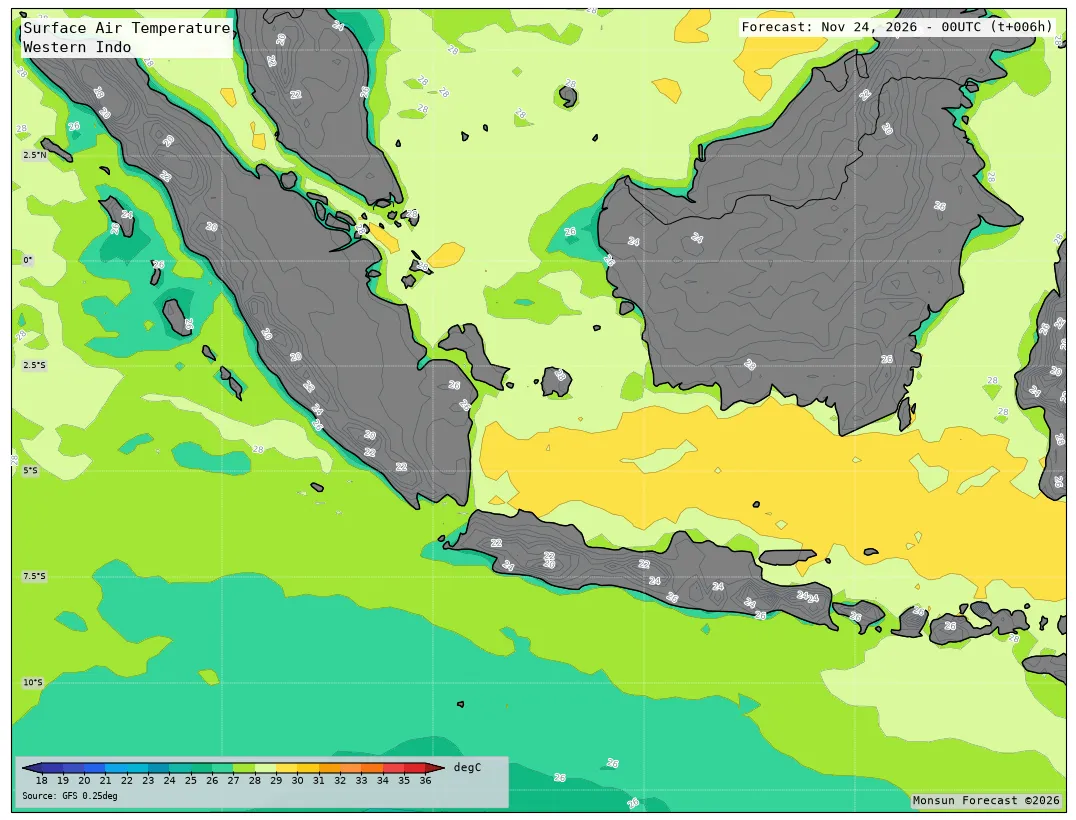 Surface Air Temperature
Western Indo
Forecast: Nov 24, 2026 - 00UTC (t+006h)
2.5°N
0°
2.5°S
5°S
7.5°S
10°S
18 19 20 21 22 23 24 25 26 27 28 29 30 31 32 33 34 35 36
degC
Source: GFS 0.25deg
Monsun Forecast ©2026